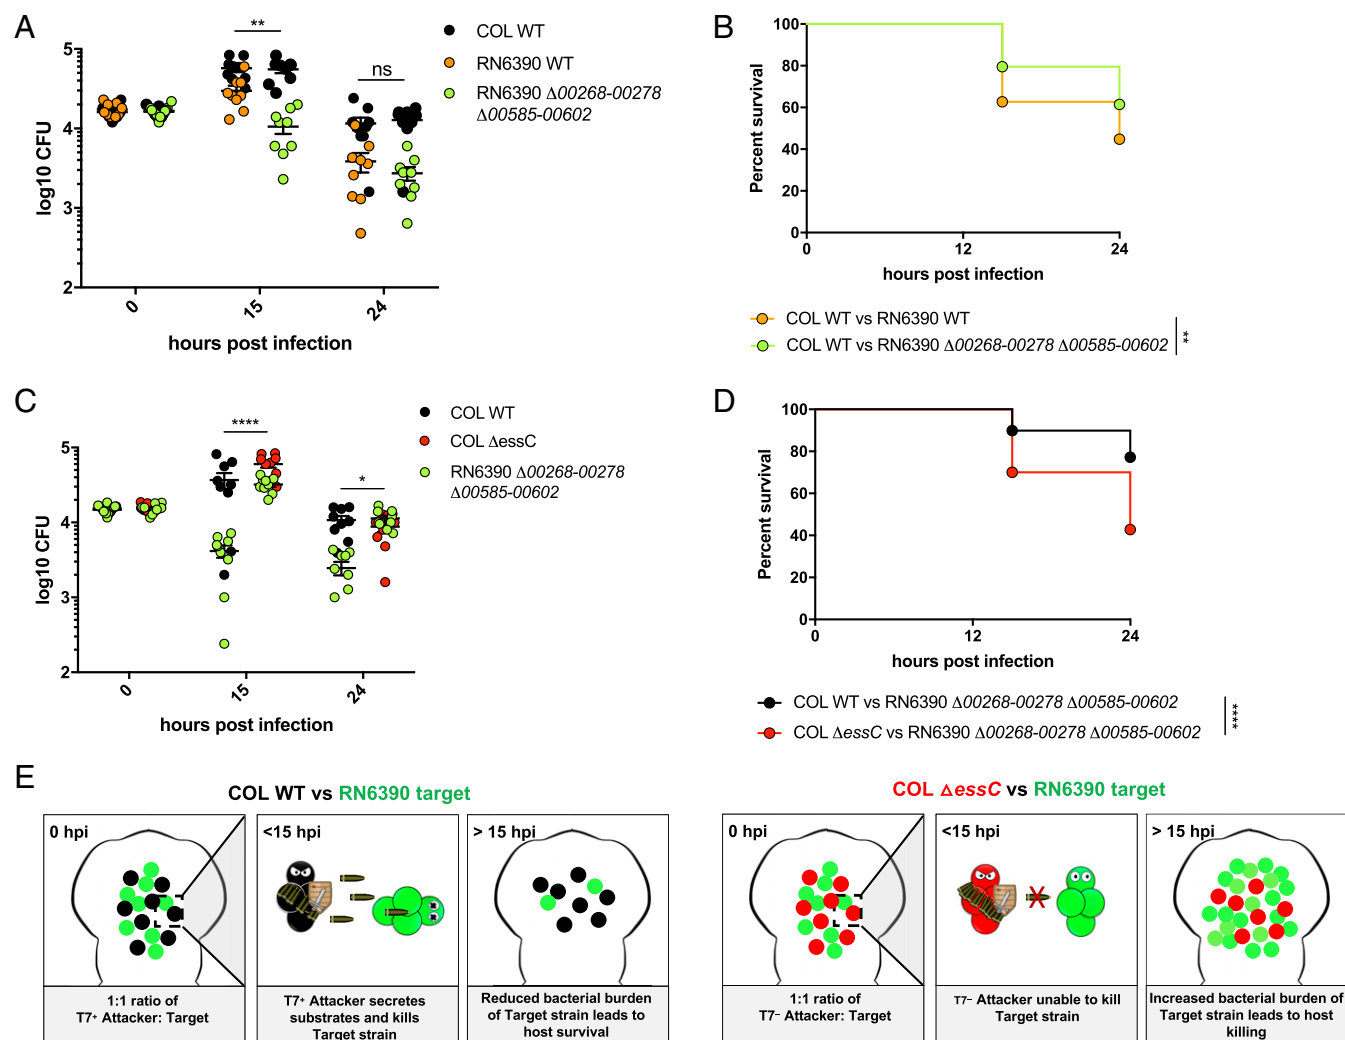 A
log10 CFU
5
4
3
2
0
15
24
hours post infection
**
ns
COL WT
RN6390 WT
RN6390 Δ00268-00278
Δ00585-00602
B
Percent survival
100
80
60
40
20
0
0
12
24
hours post infection
COL WT vs RN6390 WT
COL WT vs RN6390 Δ00268-00278 Δ00585-00602
**
C
log10 CFU
5
4
3
2
0
15
24
hours post infection
****
*
COL WT
COL ΔessC
RN6390 Δ00268-00278
Δ00585-00602
D
Percent survival
100
80
60
40
20
0
0
12
24
hours post infection
COL WT vs RN6390 Δ00268-00278 Δ00585-00602
COL ΔessC vs RN6390 Δ00268-00278 Δ00585-00602
****
E
COL WT vs RN6390 target
0 hpi
<15 hpi
> 15 hpi
1:1 ratio of
T7⁺ Attacker: Target
T7⁺ Attacker secretes
substrates and kills
Target strain
Reduced bacterial burden
of Target strain leads to
host survival
COL ΔessC vs RN6390 target
0 hpi
<15 hpi
> 15 hpi
1:1 ratio of
T7⁻ Attacker: Target
T7⁻ Attacker unable to kill
Target strain
Increased bacterial burden of
Target strain leads to host
killing